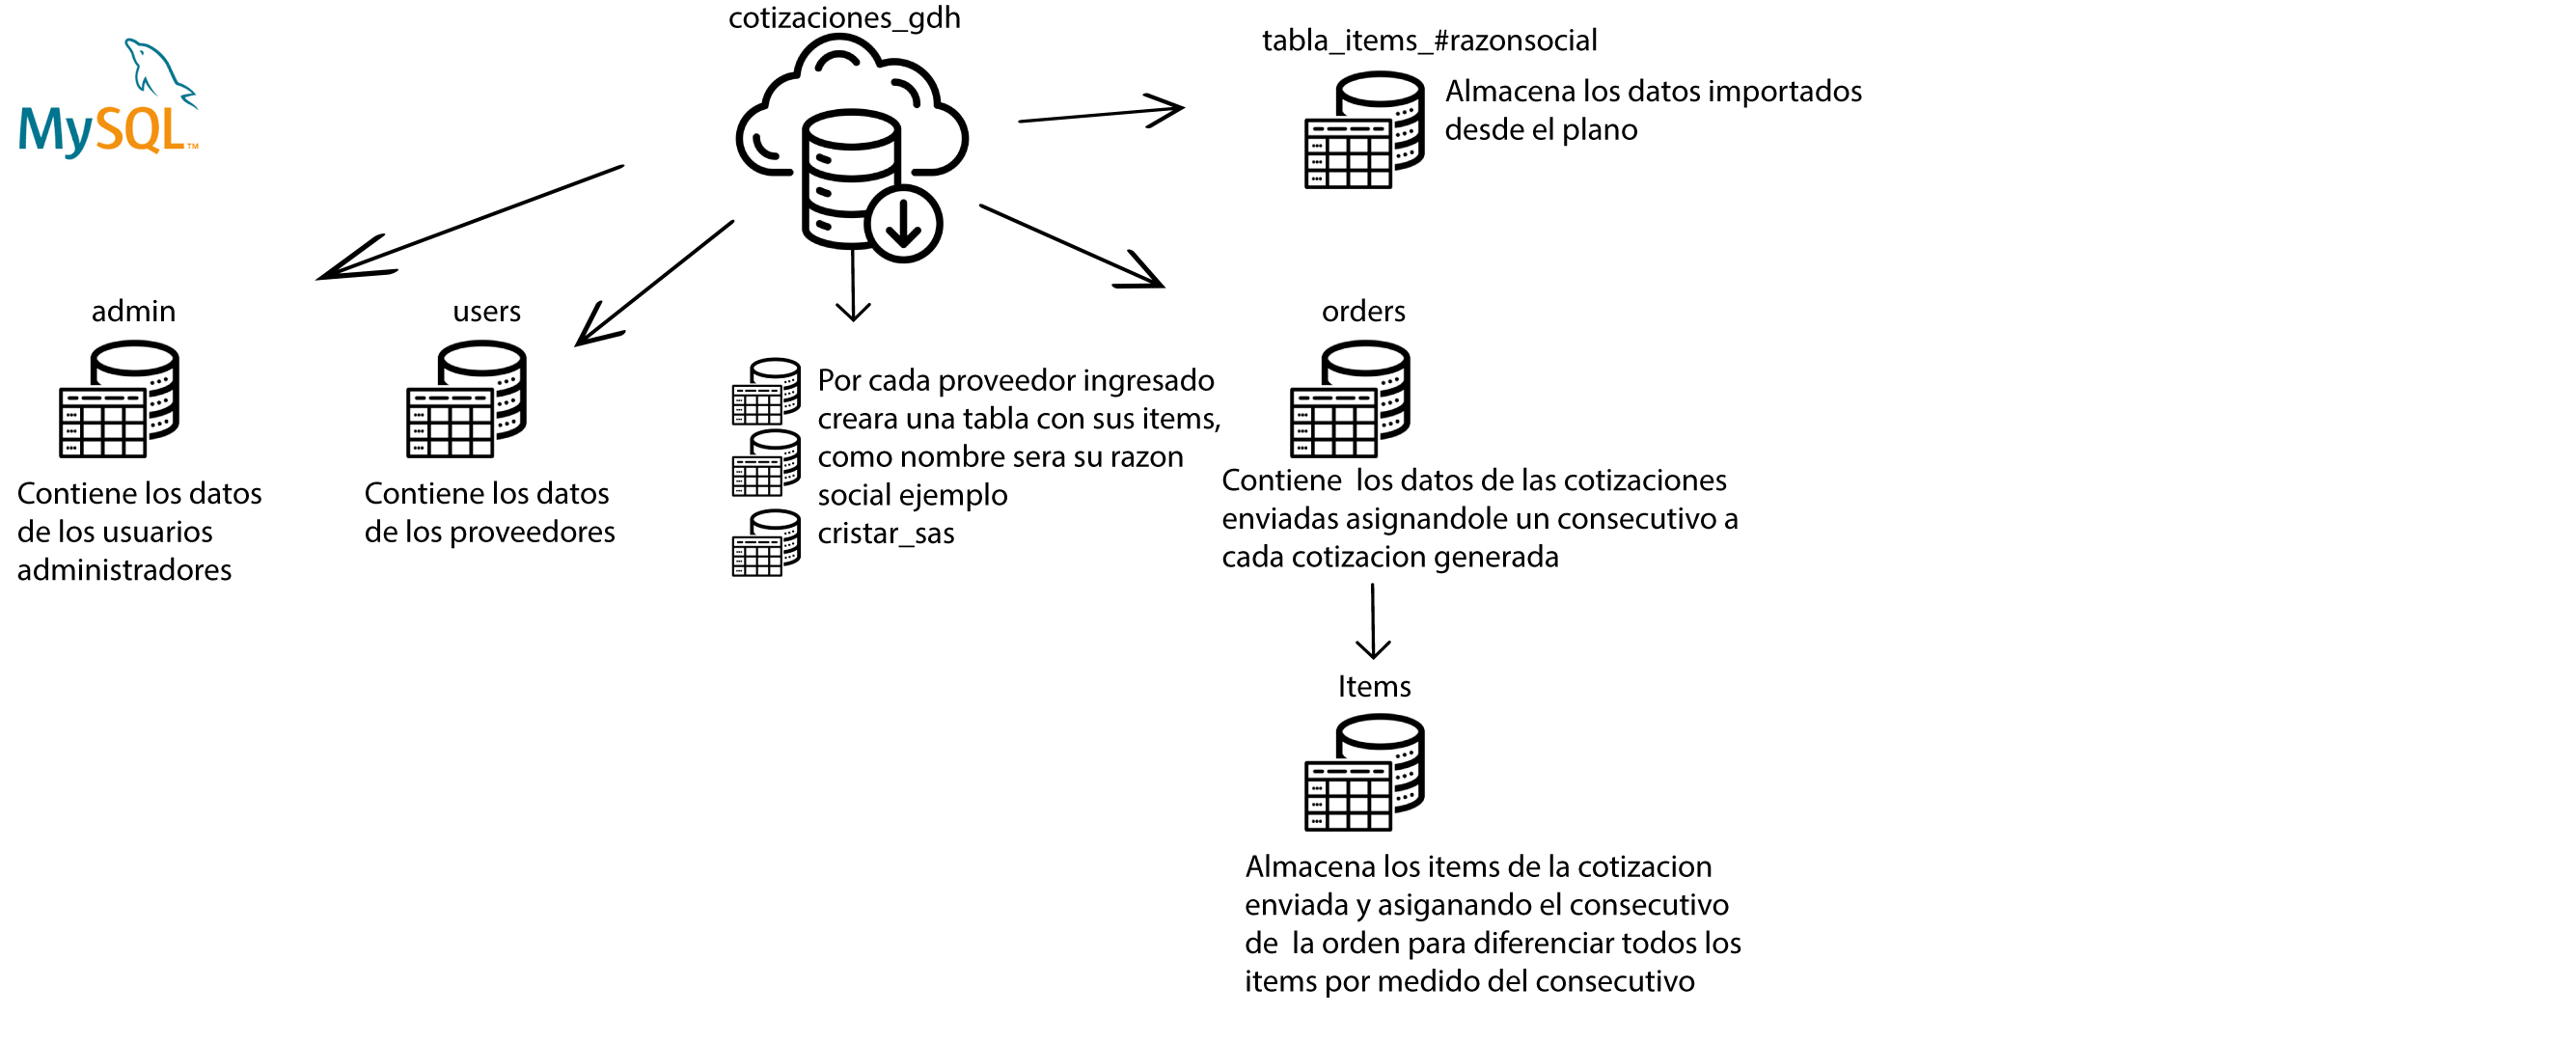 MySQL™
cotizaciones_gdh
tabla_items_#razonsocial
Almacena los datos importados
desde el plano
admin
Contiene los datos
de los usuarios
administradores
users
Contiene los datos
de los proveedores
Por cada proveedor ingresado
creara una tabla con sus items,
como nombre sera su razon
social ejemplo
cristar_sas
orders
Contiene  los datos de las cotizaciones
enviadas asignandole un consecutivo a
cada cotizacion generada
Items
Almacena los items de la cotizacion
enviada y asiganando el consecutivo
de  la orden para diferenciar todos los
items por medido del consecutivo